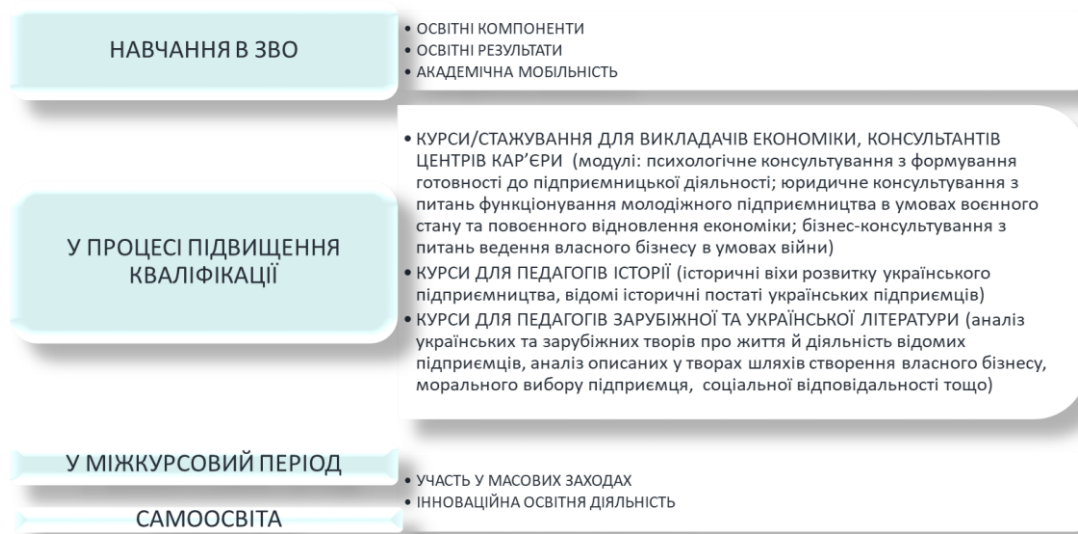 НАВЧАННЯ В ЗВО
• ОСВІТНІ КОМПОНЕНТИ
• ОСВІТНІ РЕЗУЛЬТАТИ
• АКАДЕМІЧНА МОБІЛЬНІСТЬ
У ПРОЦЕСІ ПІДВИЩЕННЯ
КВАЛІФІКАЦІЇ
• КУРСИ/СТАЖУВАННЯ ДЛЯ ВИКЛАДАЧІВ ЕКОНОМІКИ, КОНСУЛЬТАНТІВ
ЦЕНТРІВ КАР’ЄРИ (модулі: психологічне консультування з формування
готовності до підприємницької діяльності; юридичне консультування з
питань функціонування молодіжного підприємництва в умовах воєнного
стану та повоєнного відновлення економіки; бізнес-консультування з
питань ведення власного бізнесу в умовах війни)
• КУРСИ ДЛЯ ПЕДАГОГІВ ІСТОРІЇ (історичні віхи розвитку українського
підприємництва, відомі історичні постаті українських підприємців)
• КУРСИ ДЛЯ ПЕДАГОГІВ ЗАРУБІЖНОЇ ТА УКРАЇНСЬКОЇ ЛІТЕРАТУРИ (аналіз
українських та зарубіжних творів про життя й діяльність відомих
підприємців, аналіз описаних у творах шляхів створення власного бізнесу,
морального вибору підприємця, соціальної відповідальності тощо)
У МІЖКУРСОВИЙ ПЕРІОД
• УЧАСТЬ У МАСОВИХ ЗАХОДАХ
• ІННОВАЦІЙНА ОСВІТНЯ ДІЯЛЬНІСТЬ
САМООСВІТА